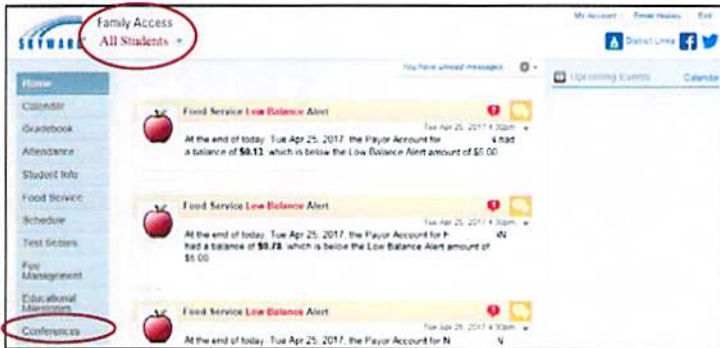 Family Access
All Students
SKYWARD
My Account Email History Exit
District Links
You have unread messages
Upcoming Events Calendar
Home
Calendar
Gradebook
Attendance
Student Info
Food Service
Schedule
Test Scores
Fee
Management
Educational
Milestones
Conferences
Food Service Low Balance Alert
Tue Apr 25, 2017 4:30pm
At the end of today, Tue Apr 25, 2017, the Payor Account for N had
a balance of $0.13 which is below the Low Balance Alert amount of $5.00
Food Service Low Balance Alert
Tue Apr 25, 2017 4:30pm
At the end of today, Tue Apr 25, 2017, the Payor Account for
had a balance of $0.78 which is below the Low Balance Alert amount of
$5.00
Food Service Low Balance Alert
Tue Apr 25, 2017 4:30pm
At the end of today, Tue Apr 25, 2017, the Payor Account for N